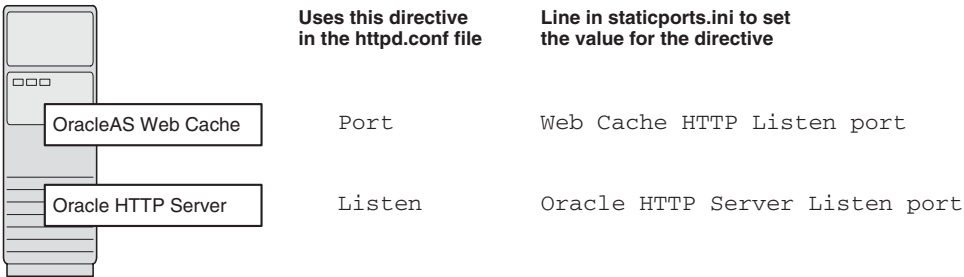 Uses this directive
in the httpd.conf file
Line in staticports.ini to set
the value for the directive
OracleAS Web Cache
Port
Web Cache HTTP Listen port
Oracle HTTP Server
Listen
Oracle HTTP Server Listen port